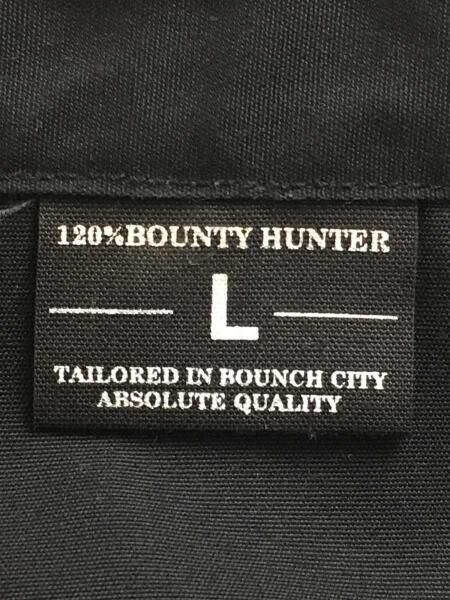 120%BOUNTY HUNTER
L
TAILORED IN BOUNCH CITY
ABSOLUTE QUALITY